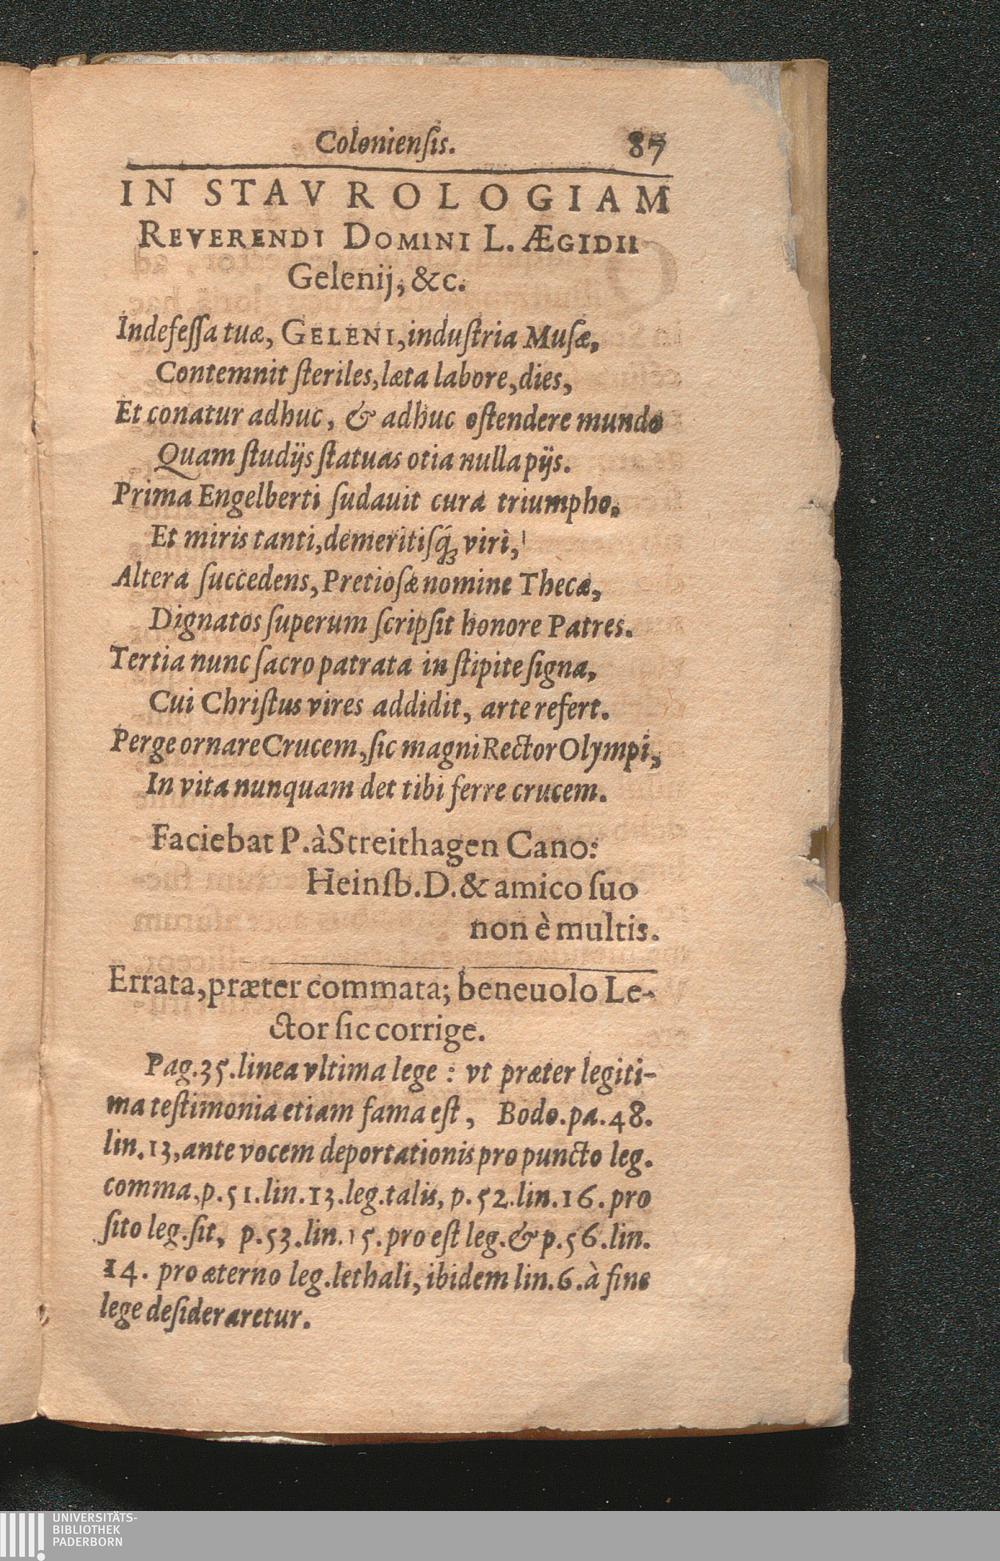 Colonienſis. 87
IN STAVROLOGIAM
REVERENDI DOMINI L. ÆGIDII
Gelenij, &c.
Indefeſſa tuæ, GELENI, induſtria Muſæ,
Contemnit ſteriles, læta labore, dies,
Et conatur adhuc, & adhuc oſtendere mundo
Quam ſtudijs ſtatuas otia nulla pijs.
Prima Engelberti ſudauit cura triumpho,
Et miris tanti, demeritiſq́ꝫ viri,
Altera ſuccedens, Pretioſæ nomine Thecæ,
Dignatos ſuperum ſcripſit honore Patres.
Tertia nunc ſacro patrata in ſtipite ſigna,
Cui Chriſtus vires addidit, arte refert.
Perge ornare Crucem, ſic magni Rector Olympi,
In vita nunquam det tibi ferre crucem.
Faciebat P. à Streithagen Cano:
Heinſb. D. & amico ſuo
non è multis.
Errata, præter commata; beneuolo Le-
ctor ſic corrige.
Pag. 35. linea vltima lege : vt præter legiti-
ma teſtimonia etiam fama eſt, Bodo. pa. 48.
lin. 13, ante vocem deportationis pro puncto leg.
comma, p. 51. lin. 13. leg. talis, p. 52. lin. 16. pro
ſito leg. ſit, p. 53. lin. 15. pro eſt leg. & p. 56. lin.
14. pro æterno leg. lethali, ibidem lin. 6. à fine
lege deſideraretur.
UNIVERSITÄTS-
BIBLIOTHEK
PADERBORN